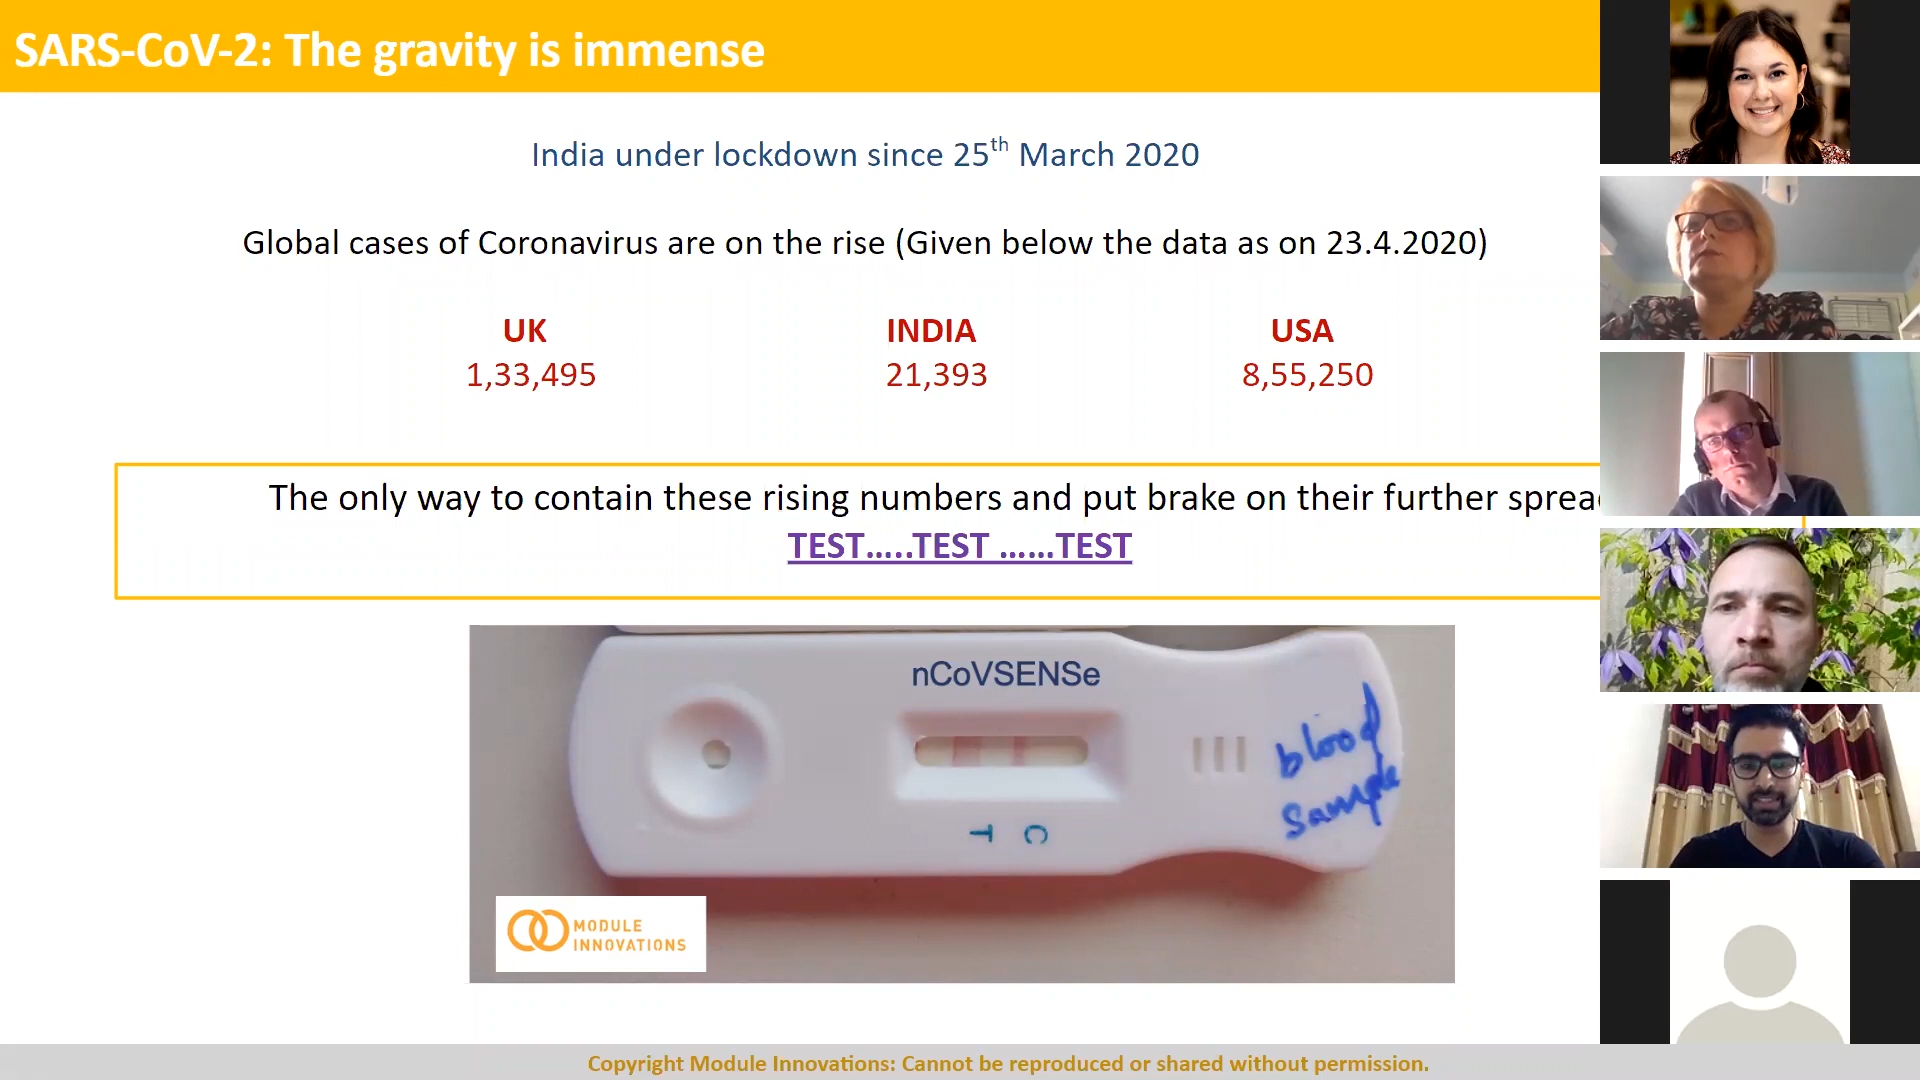 SARS-CoV-2: The gravity is immense
India under lockdown since 25th March 2020
Global cases of Coronavirus are on the rise (Given below the data as on 23.4.2020)
UK INDIA USA
1,33,495 21,393 8,55,250
The only way to contain these rising numbers and put brake on their further sprea
TEST.....TEST ......TEST
nCoVSENSe
blood
sample
T C
MODULE
INNOVATIONS
Copyright Module Innovations: Cannot be reproduced or shared without permission.